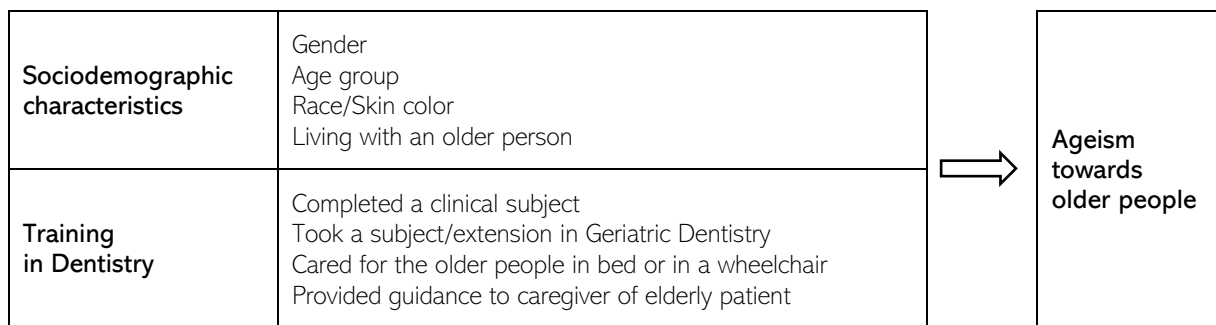 Sociodemographic
characteristics
Gender
Age group
Race/Skin color
Living with an older person
Training
in Dentistry
Completed a clinical subject
Took a subject/extension in Geriatric Dentistry
Cared for the older people in bed or in a wheelchair
Provided guidance to caregiver of elderly patient
Ageism
towards
older people